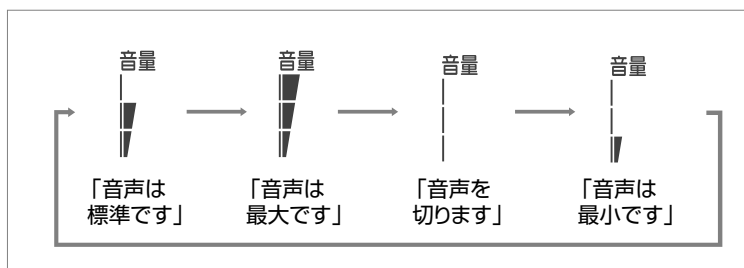 音量
「音声は
標準です」
音量
「音声は
最大です」
音量
「音声を
切ります」
音量
「音声は
最小です」